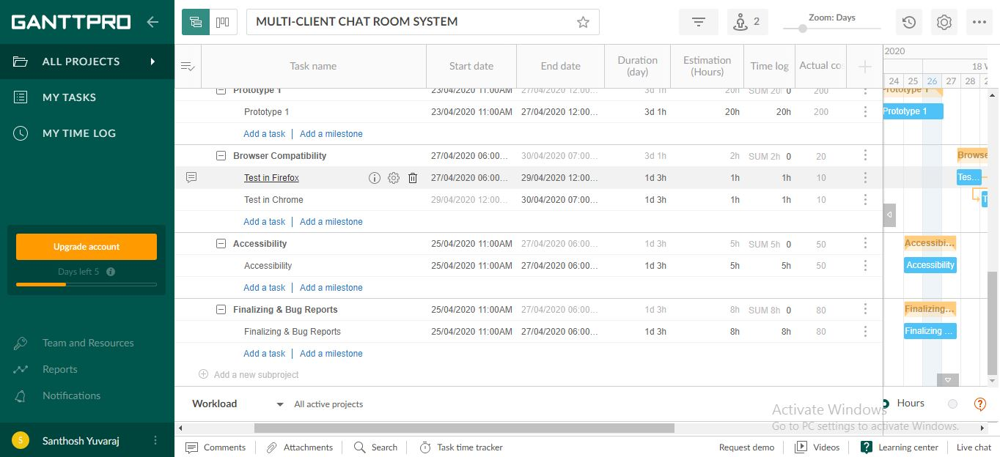 GANTTPRO
ALL PROJECTS
MY TASKS
MY TIME LOG
Upgrade account
Days left 5
Team and Resources
Reports
Notifications
S Santhosh Yuvaraj
MULTI-CLIENT CHAT ROOM SYSTEM
2
Zoom: Days
Task name Start date End date Duration (day) Estimation (Hours) Time log Actual co
2020
18 W
24 25 26 27 28 2
Prototype 1 23/04/2020 11:00AM 27/04/2020 12:00... 3d 1h 20h SUM 20h 0 200 Prototype 1
Prototype 1 23/04/2020 11:00AM 27/04/2020 12:00... 3d 1h 20h 20h 200 Prototype 1
Add a task | Add a milestone
Browser Compatibility 27/04/2020 06:00... 30/04/2020 07:00... 3d 1h 2h SUM 2h 0 20 Browse
Test in Firefox 27/04/2020 06:00... 29/04/2020 12:00... 1d 3h 1h 1h 10 Tes...
Test in Chrome 29/04/2020 12:00... 30/04/2020 07:00... 1d 3h 1h 1h 10 T
Add a task | Add a milestone
Accessibility 25/04/2020 11:00AM 27/04/2020 06:00... 1d 3h 5h SUM 5h 0 50 Accessibi...
Accessibility 25/04/2020 11:00AM 27/04/2020 06:00... 1d 3h 5h 5h 50 Accessibility
Add a task | Add a milestone
Finalizing & Bug Reports 25/04/2020 11:00AM 27/04/2020 06:00... 1d 3h 8h SUM 8h 0 80 Finalizing...
Finalizing & Bug Reports 25/04/2020 11:00AM 27/04/2020 06:00... 1d 3h 8h 8h 80 Finalizing ...
Add a task | Add a milestone
Add a new subproject
Workload All active projects Hours
Activate Windows
Go to PC settings to activate Windows.
Comments Attachments Search Task time tracker Request demo Videos Learning center Live chat